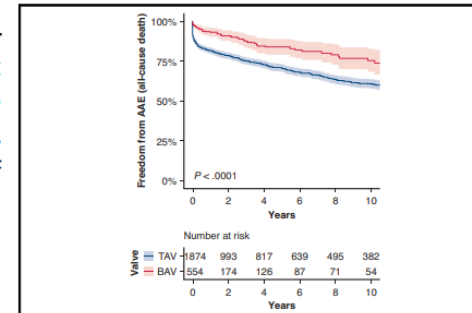 Freedom from AAE (all-cause death)
100%
75%
50%
25%
0%
P < .0001
0 2 4 6 8 10
Years
Number at risk
Valve
TAV 1874 993 817 639 495 382
BAV 554 174 126 87 71 54
0 2 4 6 8 10
Years